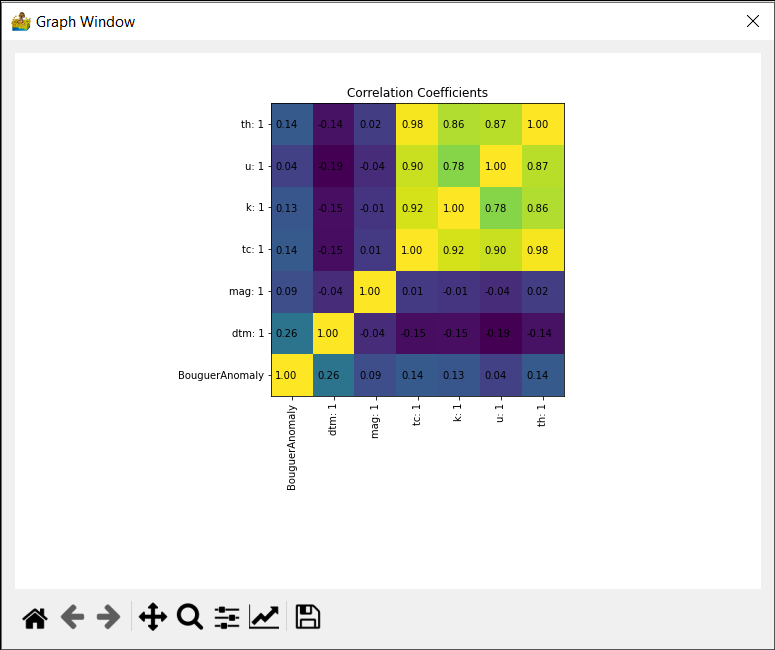 Graph Window
Correlation Coefficients
th: 1 0.14 -0.14 0.02 0.98 0.86 0.87 1.00
u: 1 0.04 -0.19 -0.04 0.90 0.78 1.00 0.87
k: 1 0.13 -0.15 -0.01 0.92 1.00 0.78 0.86
tc: 1 0.14 -0.15 0.01 1.00 0.92 0.90 0.98
mag: 1 0.09 -0.04 1.00 0.01 -0.01 -0.04 0.02
dtm: 1 0.26 1.00 -0.04 -0.15 -0.15 -0.19 -0.14
BouguerAnomaly 1.00 0.26 0.09 0.14 0.13 0.04 0.14
BouguerAnomaly
dtm: 1
mag: 1
tc: 1
k: 1
u: 1
th: 1